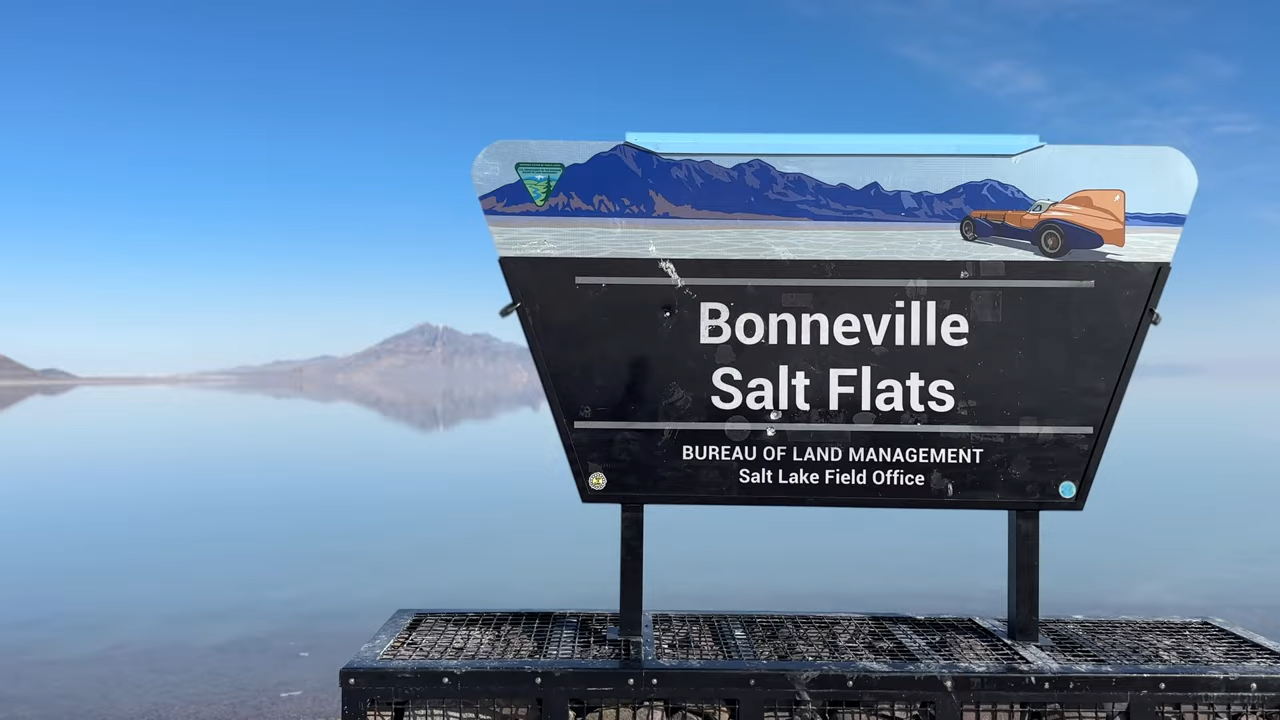 Bonneville
Salt Flats
BUREAU OF LAND MANAGEMENT
Salt Lake Field Office